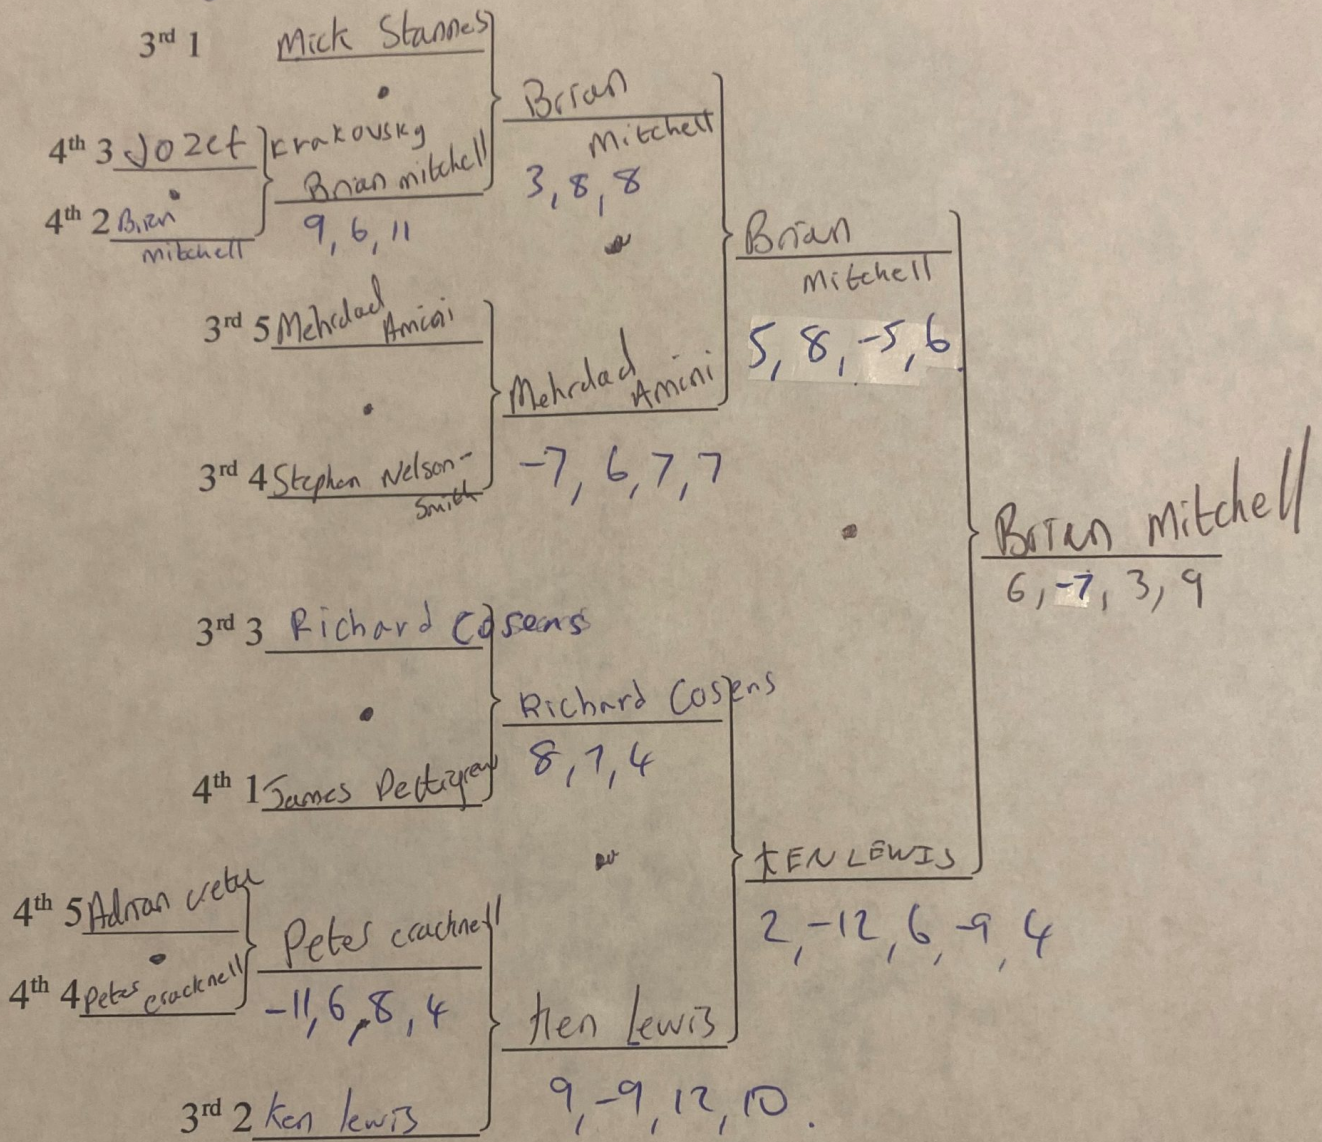 3rd 1 Mick Stannes
Brian
Mitchell
4th 3 Jozef Krakovsky
Brian mitchell
3, 8, 8
4th 2 Brian
mitchell
9, 6, 11
Brian
Mitchell
3rd 5 Mehrdad
Amini
5, 8, -5, 6
Mehrdad
Amini
3rd 4 Stephen Nelson-
Smith
-7, 6, 7, 7
Brian Mitchell
6, -7, 3, 9
3rd 3 Richard Cosens
Richard Cosens
8, 7, 4
4th 1 James Pettigrew
KEN LEWIS
4th 5 Adrian
Peter cracknell
2, -12, 6, -9, 4
4th 4 Peter cracknell
-11, 6, 8, 4
Ken Lewis
9, -9, 12, 10.
3rd 2 Ken lewis